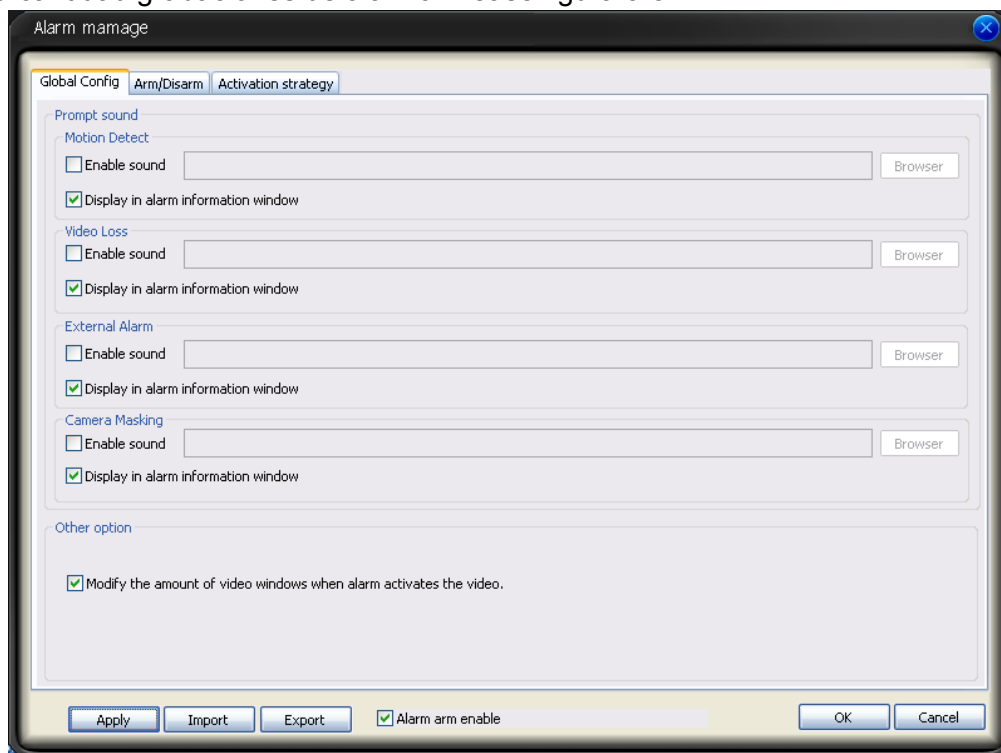 Alarm mamage
Global Config Arm/Disarm Activation strategy
Prompt sound
Motion Detect
Enable sound Browser
Display in alarm information window
Video Loss
Enable sound Browser
Display in alarm information window
External Alarm
Enable sound Browser
Display in alarm information window
Camera Masking
Enable sound Browser
Display in alarm information window
Other option
Modify the amount of video windows when alarm activates the video.
Apply Import Export Alarm arm enable OK Cancel